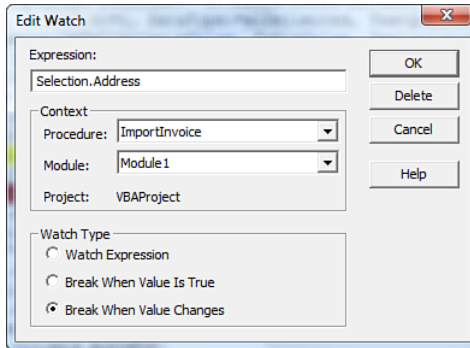 Edit Watch
Expression:
OK
Selection.Address
Delete
Context
Procedure: ImportInvoice
Cancel
Module: Module1
Help
Project: VBAProject
Watch Type
Watch Expression
Break When Value Is True
Break When Value Changes